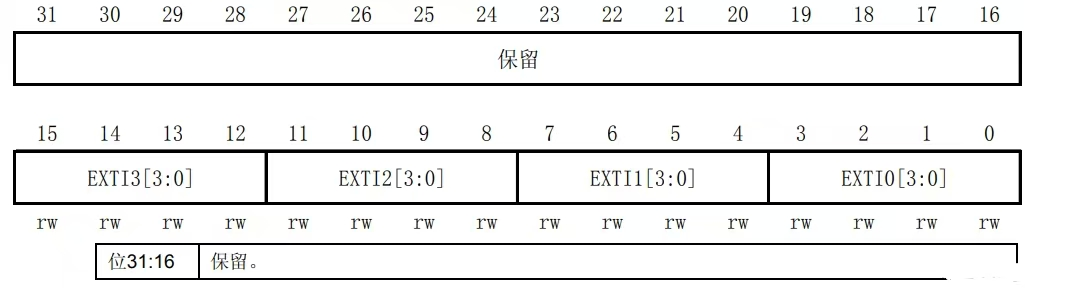 31 30 29 28 27 26 25 24 23 22 21 20 19 18 17 16
保留
15 14 13 12 11 10 9 8 7 6 5 4 3 2 1 0
EXTI3[3:0] EXTI2[3:0] EXTI1[3:0] EXTI0[3:0]
rw rw rw rw rw rw rw rw rw rw rw rw rw rw rw rw
位31:16 保留。